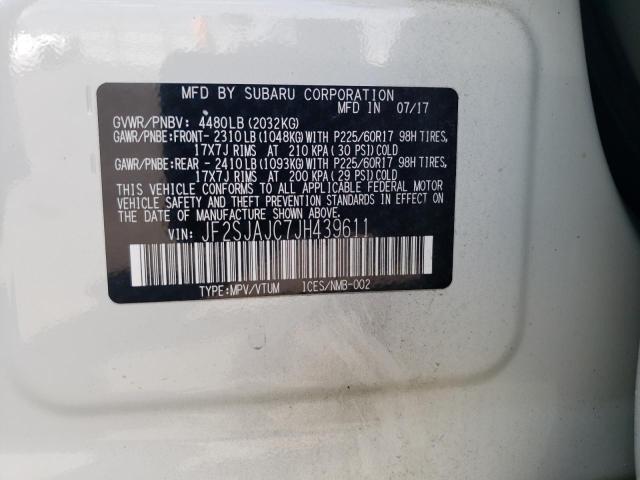 MFD BY SUBARU CORPORATION
MFD IN 07/17
GVWR/PNBV: 4480LB(2032KG)
GAWR/PNBE:FRONT- 2310LB(1048KG)WITH P225/60R17 98H TIRES,
17X7J RIMS AT 210 KPA(30 PSI)COLD
GAWR/PNBE:REAR - 2410LB(1093KG)WITH P225/60R17 98H TIRES,
17X7J RIMS AT 200 KPA(29 PSI)COLD
THIS VEHICLE CONFORMS TO ALL APPLICABLE FEDERAL MOTOR
VEHICLE SAFETY AND THEFT PREVENTION STANDARDS IN EFFECT ON
THE DATE OF MANUFACTURE SHOWN ABOVE.
VIN: JF2SJAJC7JH439611
TYPE:MPV/VTUM ICES/NMB-002